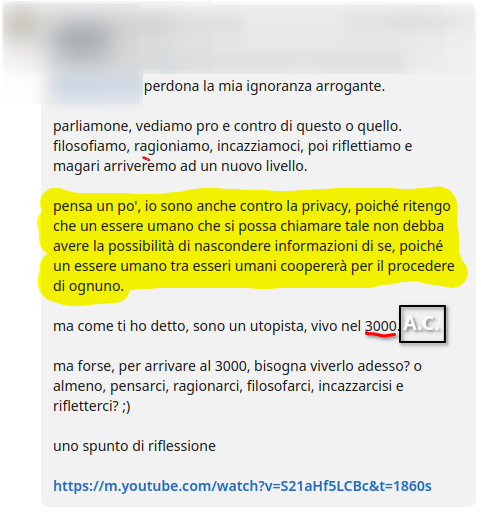 perdona la mia ignoranza arrogante.
parliamone, vediamo pro e contro di questo o quello.
filosofiamo, ragioniamo, incazziamoci, poi riflettiamo e
magari arriveremo ad un nuovo livello.
pensa un po', io sono anche contro la privacy, poiché ritengo
che un essere umano che si possa chiamare tale non debba
avere la possibilità di nascondere informazioni di se, poiché
un essere umano tra esseri umani coopererà per il procedere
di ognuno.
ma come ti ho detto, sono un utopista, vivo nel 3000. A.C.
ma forse, per arrivare al 3000, bisogna viverlo adesso? o
almeno, pensarci, ragionarci, filosofarci, incazzarcisi e
rifletterci? ;)
uno spunto di riflessione
https://m.youtube.com/watch?v=S21aHf5LCBc&t=1860s